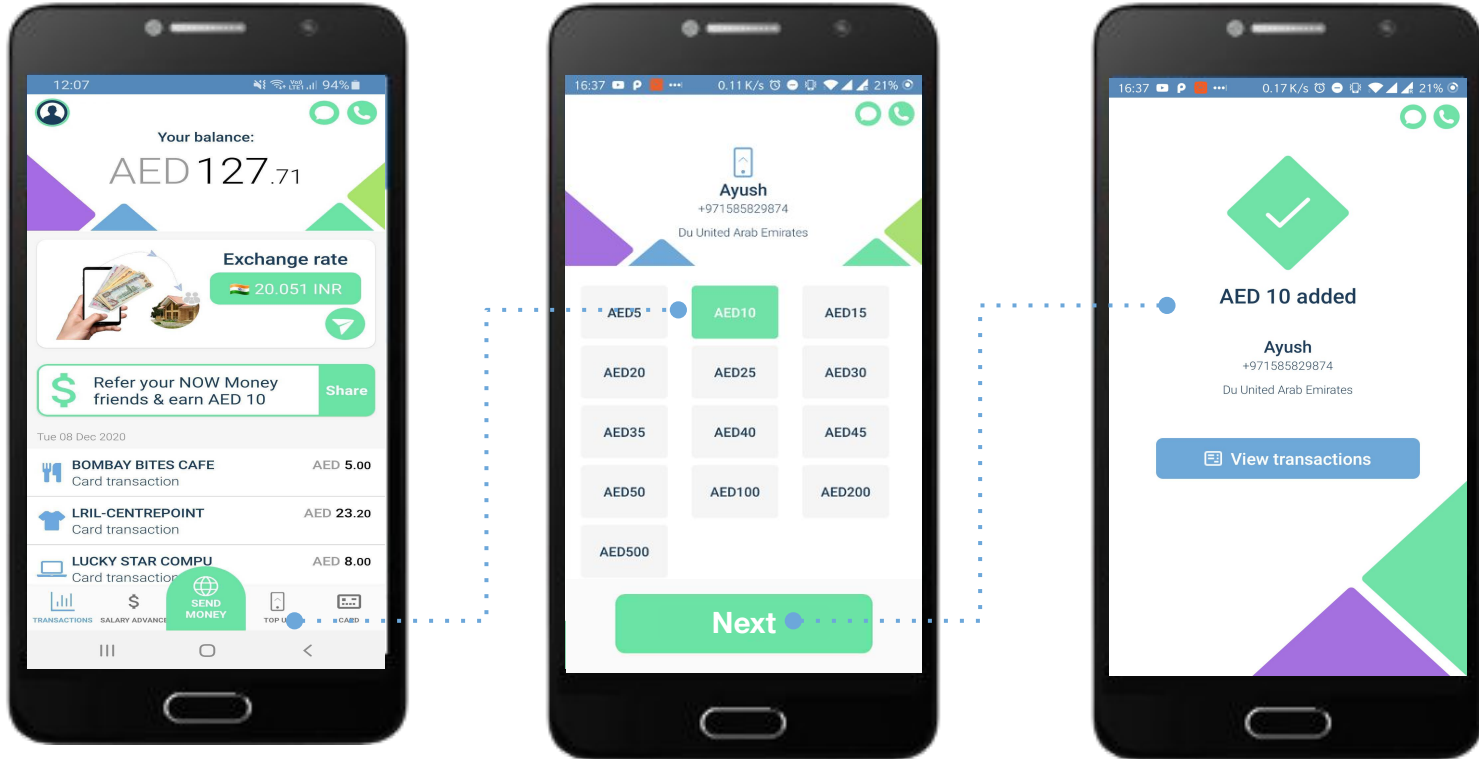 12:07
94%
Your balance:
AED 127.71
Exchange rate
20.051 INR
Refer your NOW Money
friends & earn AED 10
Share
Tue 08 Dec 2020
BOMBAY BITES CAFE
AED 5.00
Card transaction
LRIL-CENTREPOINT
AED 23.20
Card transaction
LUCKY STAR COMPU
AED 8.00
Card transaction
SEND
MONEY
TRANSACTIONS
SALARY ADVANCE
TOP U
CARD
16:37
0.11 K/s
21%
Ayush
+971585829874
Du United Arab Emirates
AED5
AED10
AED15
AED20
AED25
AED30
AED35
AED40
AED45
AED50
AED100
AED200
AED500
Next
16:37
0.17 K/s
21%
AED 10 added
Ayush
+971585829874
Du United Arab Emirates
View transactions